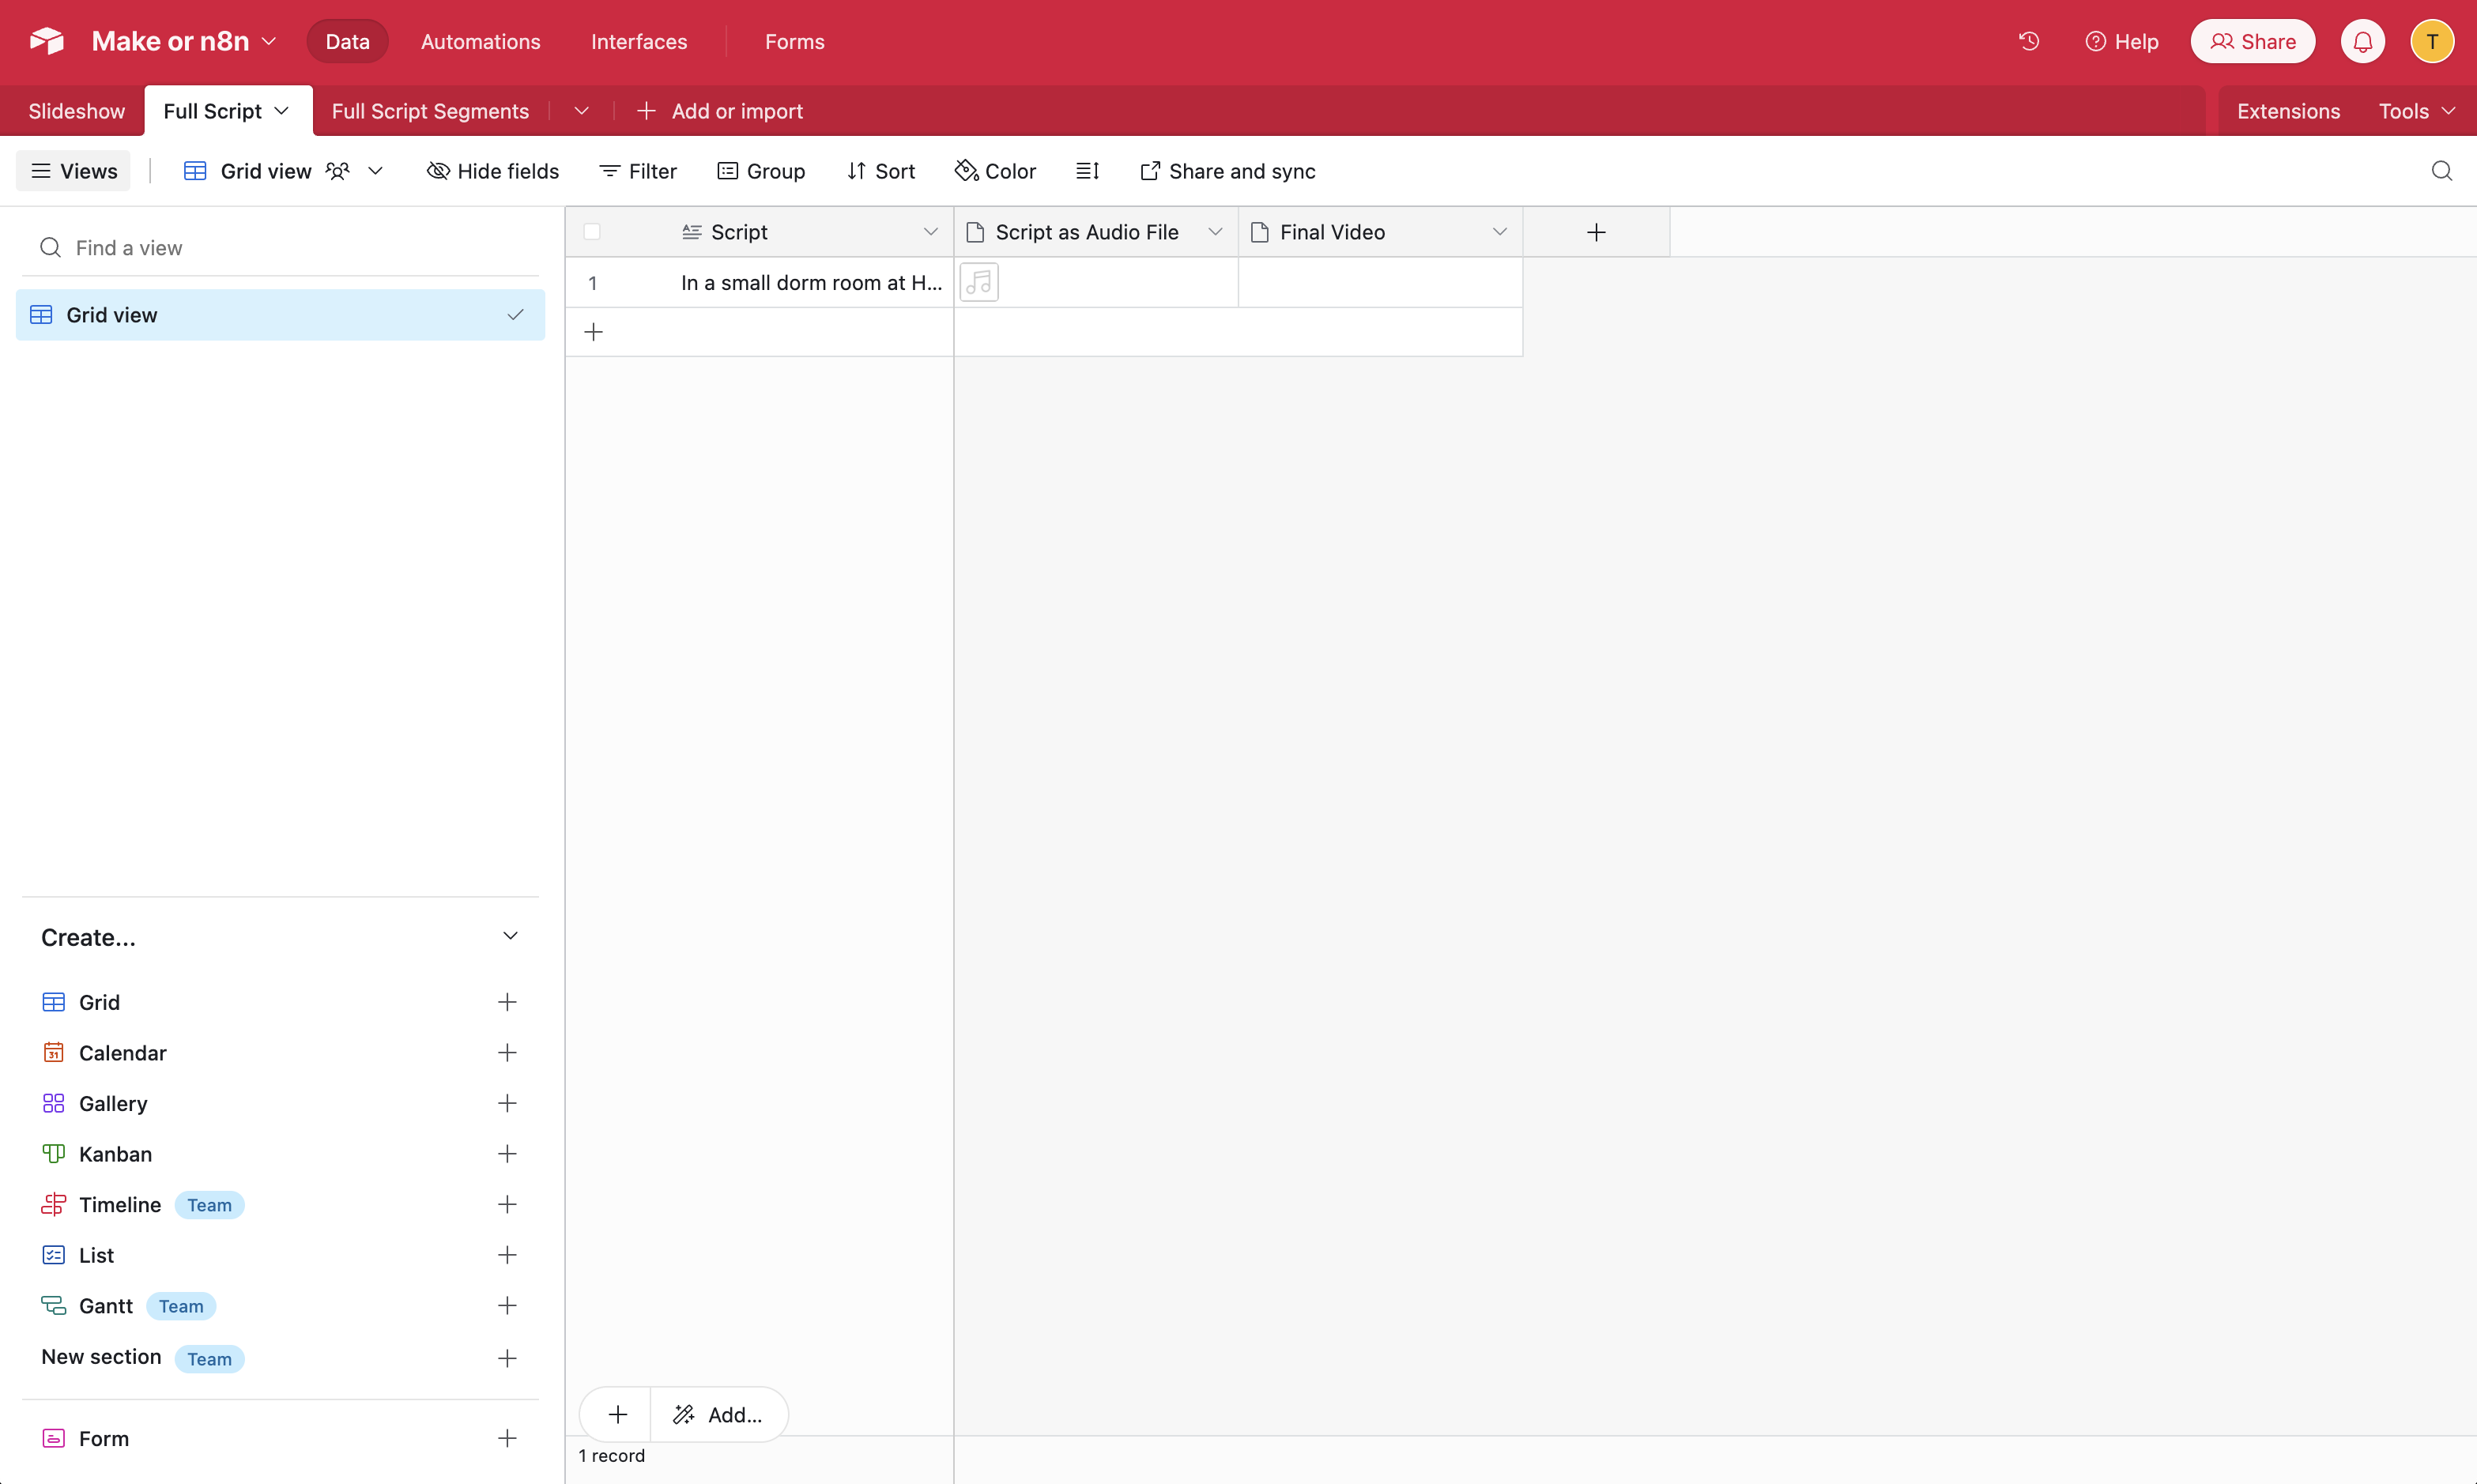 Make or n8n
Data
Automations
Interfaces
Forms
Help
Share
T
Slideshow
Full Script
Full Script Segments
Add or import
Extensions
Tools
Views
Grid view
Hide fields
Filter
Group
Sort
Color
Share and sync
Find a view
Grid view
Script
Script as Audio File
Final Video
1
In a small dorm room at H...
Create...
Grid
31
Calendar
Gallery
Kanban
Timeline
Team
List
Gantt
Team
New section
Team
Form
Add...
1 record